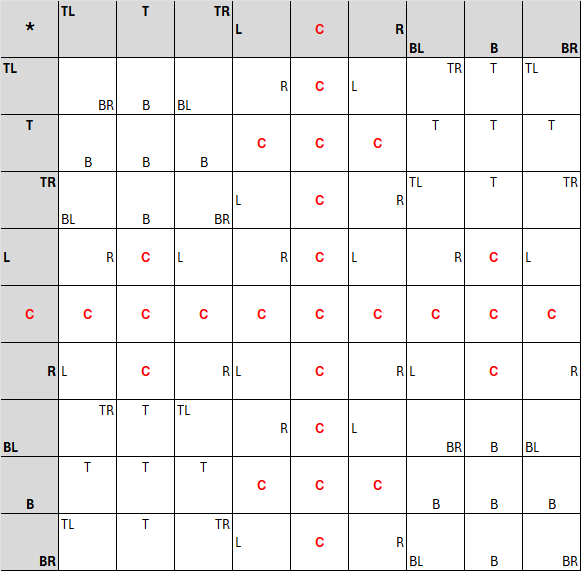 * TL T TR L C R BL B BR
TL BR B BL R C L TR T TL
T B B B C C C T T T
TR BL B BR L C R TL T TR
L R C L R C L R C L
C C C C C C C C C C
R L C R L C R L C R
BL TR T TL R C L BR B BL
B T T T C C C B B B
BR TL T TR L C R BL B BR